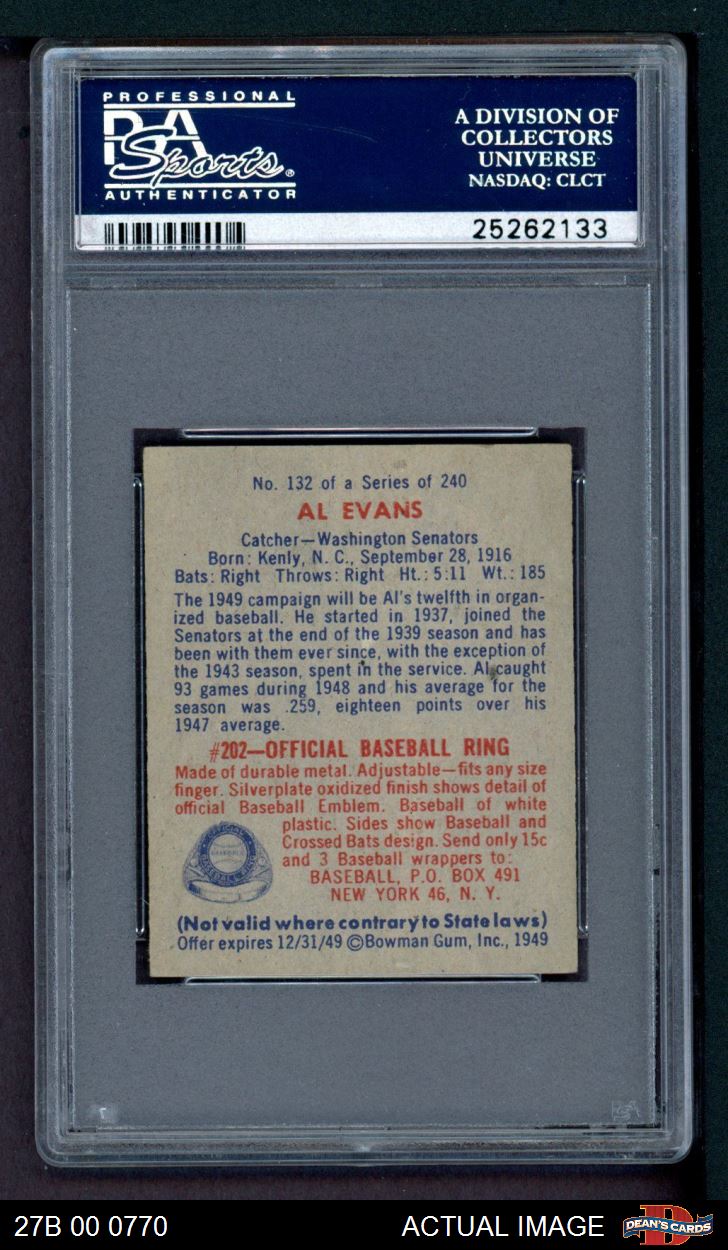 PROFESSIONAL
PSA
Sports®
AUTHENTICATOR
A DIVISION OF
COLLECTORS
UNIVERSE
NASDAQ: CLCT
25262133
No. 132 of a Series of 240
AL EVANS
Catcher—Washington Senators
Born: Kenly, N. C., September 28, 1916
Bats: Right Throws: Right Ht.: 5:11 Wt.: 185
The 1949 campaign will be Al's twelfth in organ-
ized baseball. He started in 1937, joined the
Senators at the end of the 1939 season and has
been with them ever since, with the exception of
the 1943 season, spent in the service. Al caught
93 games during 1948 and his average for the
season was .259, eighteen points over his
1947 average.
#202—OFFICIAL BASEBALL RING
Made of durable metal. Adjustable—fits any size
finger. Silverplate oxidized finish shows detail of
official Baseball Emblem. Baseball of white
plastic. Sides show Baseball and
Crossed Bats design. Send only 15c
and 3 Baseball wrappers to:
BASEBALL, P.O. BOX 491
NEW YORK 46, N. Y.
OFFICIAL
BASEBALL
BASEBALL RING
(Not valid where contrary to State laws)
Offer expires 12/31/49 ©Bowman Gum, Inc., 1949
PSA
27B 00 0770
ACTUAL IMAGE
DEAN'S CARDS